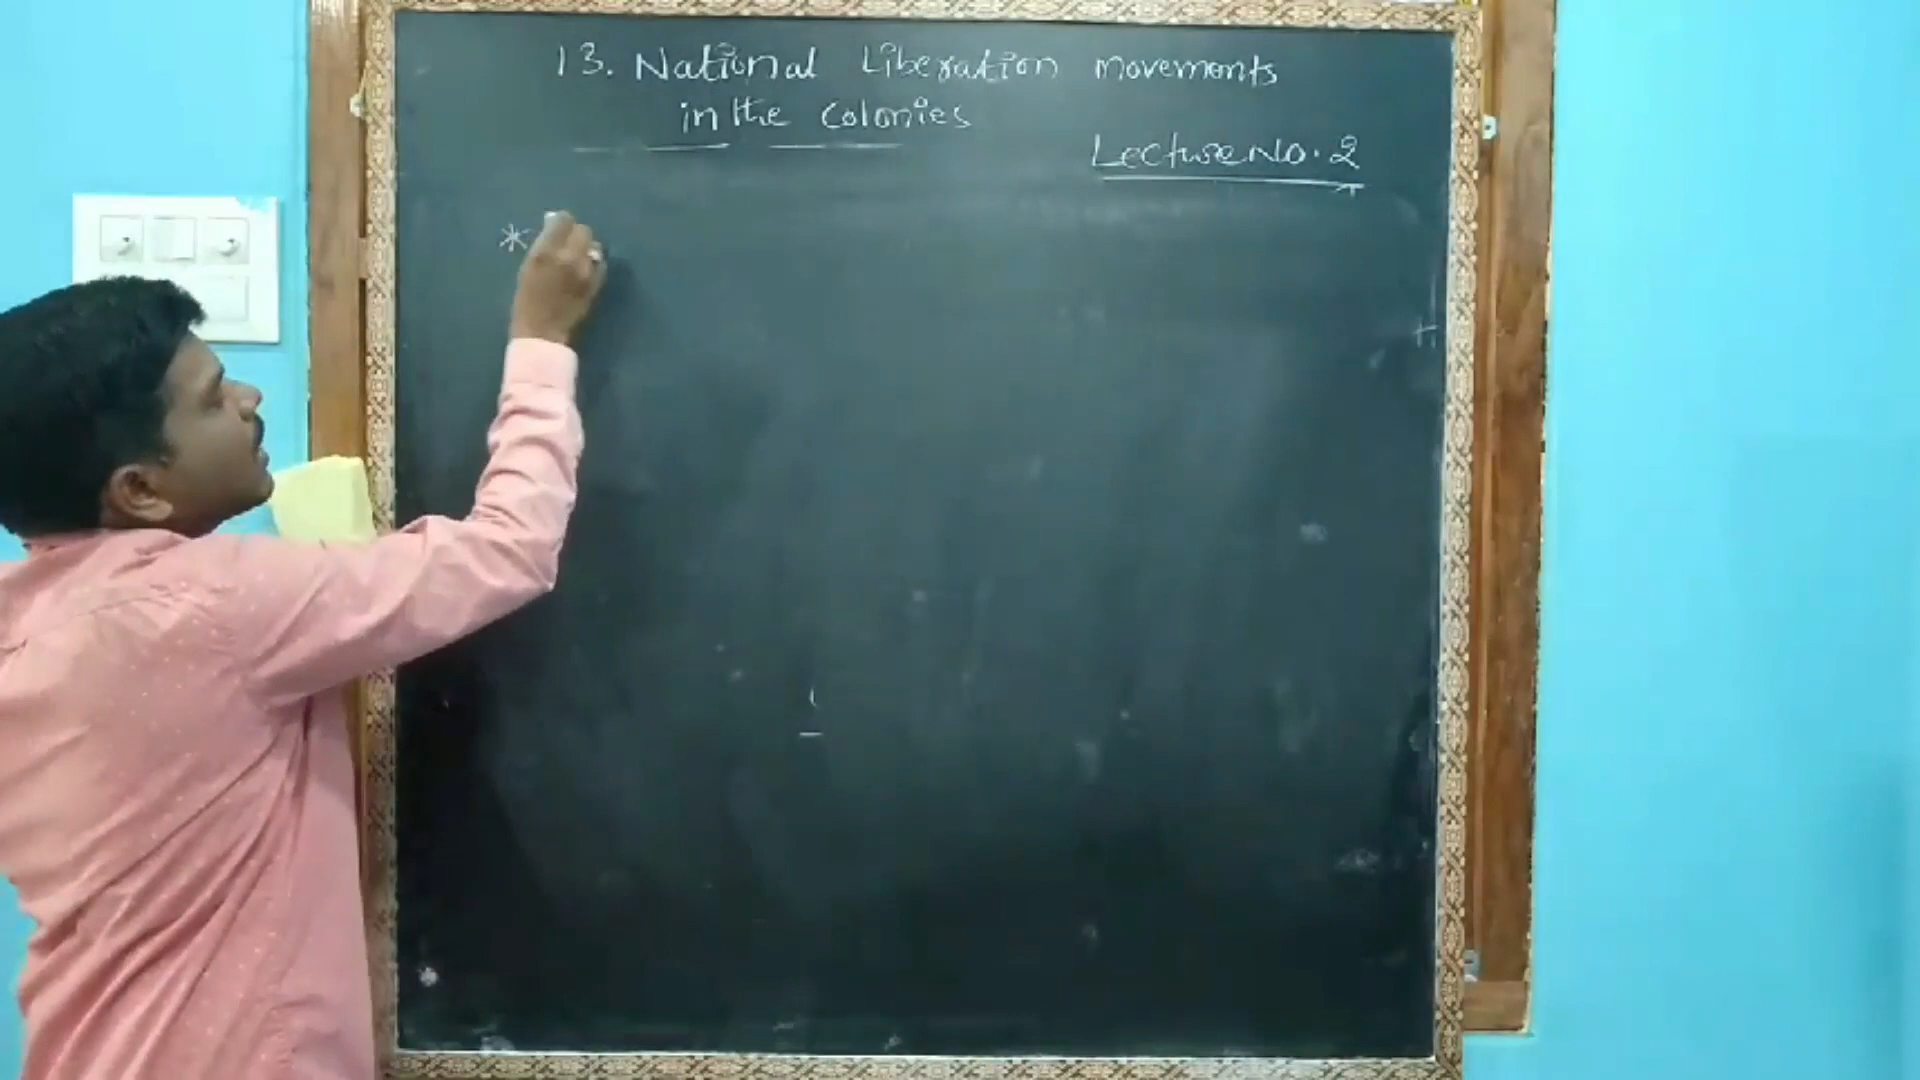 13. National Liberation movements
in the Colonies
Lecture No. 2
*